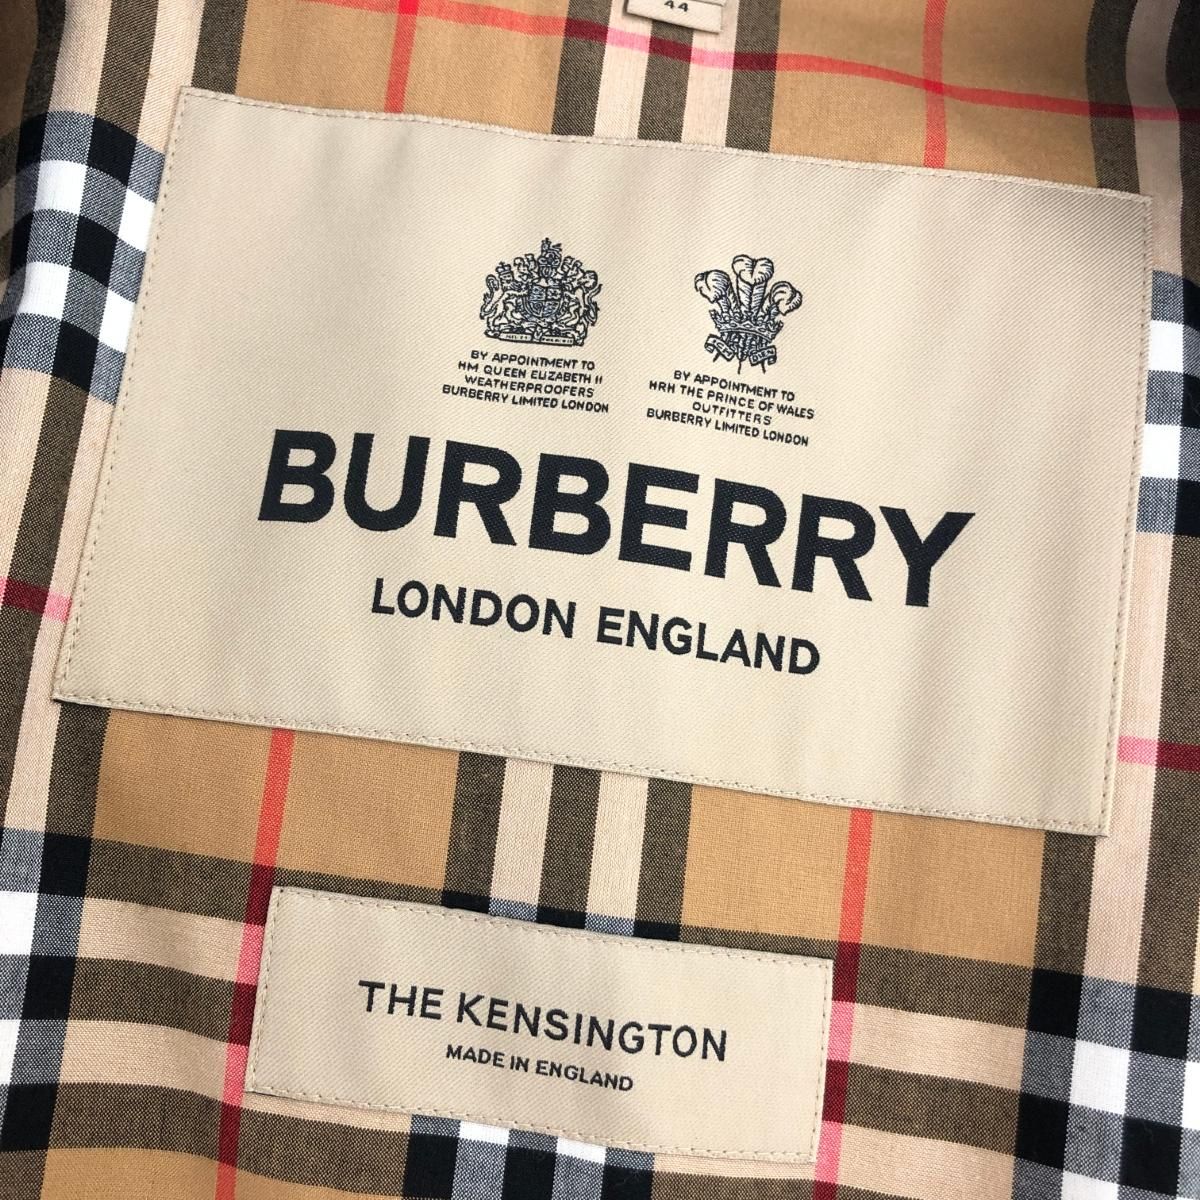 44
BY APPOINTMENT TO
HM QUEEN ELIZABETH II
WEATHERPROOFERS
BURBERRY LIMITED LONDON
BY APPOINTMENT TO
HRH THE PRINCE OF WALES
OUTFITTERS
BURBERRY LIMITED LONDON
BURBERRY
LONDON ENGLAND
THE KENSINGTON
MADE IN ENGLAND